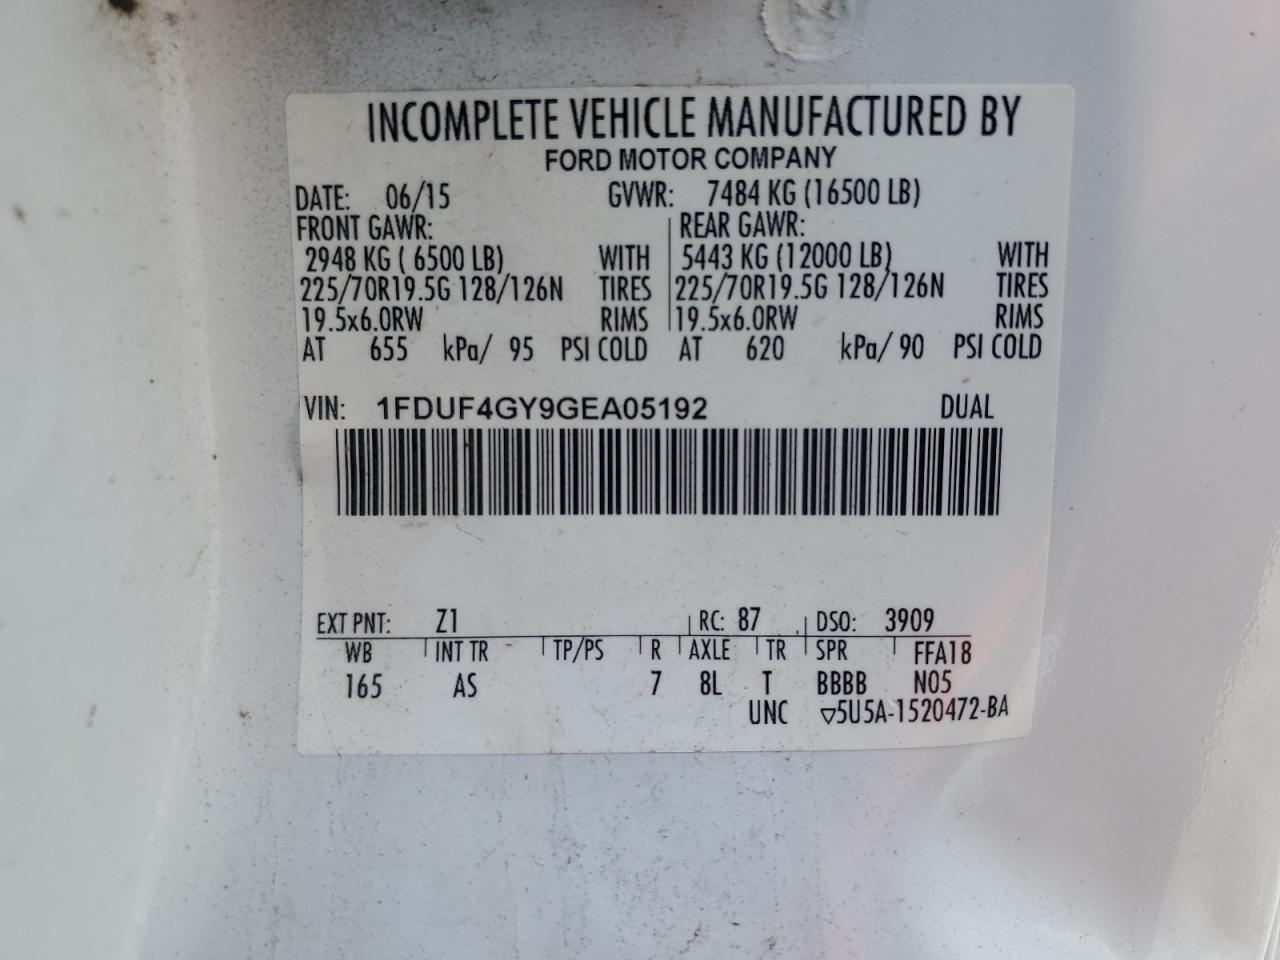 INCOMPLETE VEHICLE MANUFACTURED BY
FORD MOTOR COMPANY
DATE: 06/15 GVWR: 7484 KG (16500 LB)
FRONT GAWR: REAR GAWR:
2948 KG ( 6500 LB) WITH 5443 KG (12000 LB) WITH
225/70R19.5G 128/126N TIRES 225/70R19.5G 128/126N TIRES
19.5x6.0RW RIMS 19.5x6.0RW RIMS
AT 655 kPa/ 95 PSI COLD AT 620 kPa/ 90 PSI COLD
VIN: 1FDUF4GY9GEA05192 DUAL
EXT PNT: Z1 RC: 87 DSO: 3909
WB INT TR TP/PS R AXLE TR SPR FFA18
165 AS 7 8L T BBBB N05
UNC ▽5U5A-1520472-BA